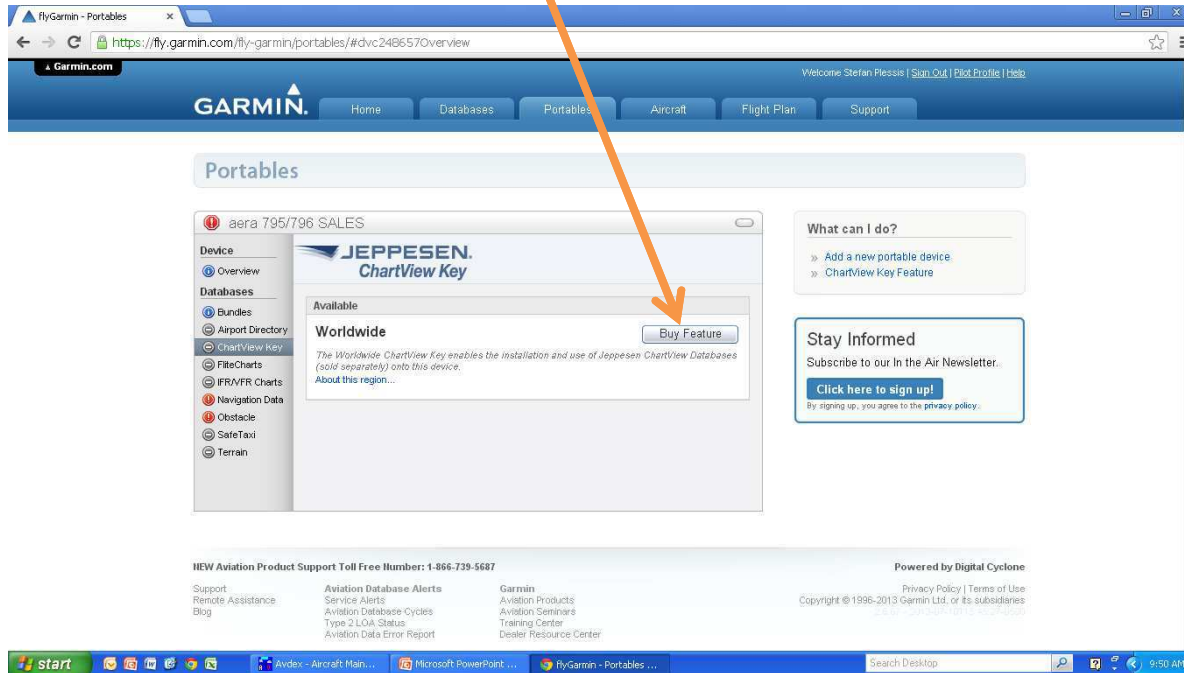 flyGarmin - Portables
https://fly.garmin.com/fly-garmin/portables/#dvc248657Overview
Garmin.com
Welcome Stefan Plessis | Sign Out | Pilot Profile | Help
GARMIN.
Home
Databases
Portables
Aircraft
Flight Plan
Support
Portables
aera 795/796 SALES
Device
Overview
Databases
Bundles
Airport Directory
ChartView Key
FliteCharts
IFR/VFR Charts
Navigation Data
Obstacle
SafeTaxi
Terrain
JEPPESEN.
ChartView Key
Available
Worldwide
Buy Feature
The Worldwide ChartView Key enables the installation and use of Jeppesen ChartView Databases
(sold separately) onto this device.
About this region...
What can I do?
» Add a new portable device
» ChartView Key Feature
Stay Informed
Subscribe to our In the Air Newsletter.
Click here to sign up!
By signing up, you agree to the privacy policy.
NEW Aviation Product Support Toll Free Number: 1-866-739-5687
Powered by Digital Cyclone
Support
Remote Assistance
Blog
Aviation Database Alerts
Service Alerts
Aviation Database Cycles
Type 2 LOA Status
Aviation Data Error Report
Garmin
Aviation Products
Aviation Seminars
Training Center
Dealer Resource Center
Privacy Policy | Terms of Use
Copyright © 1996-2013 Garmin Ltd. or its subsidiaries
start
Avdex - Aircraft Main...
Microsoft PowerPoint ...
flyGarmin - Portables ...
Search Desktop
9:50 AM